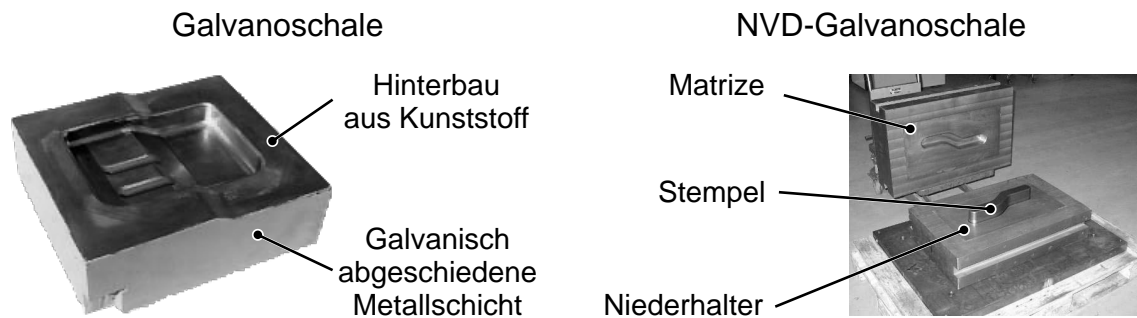 Galvanoschale
Hinterbau
aus Kunststoff
Galvanisch
abgeschiedene
Metallschicht
NVD-Galvanoschale
Matrize
Stempel
Niederhalter